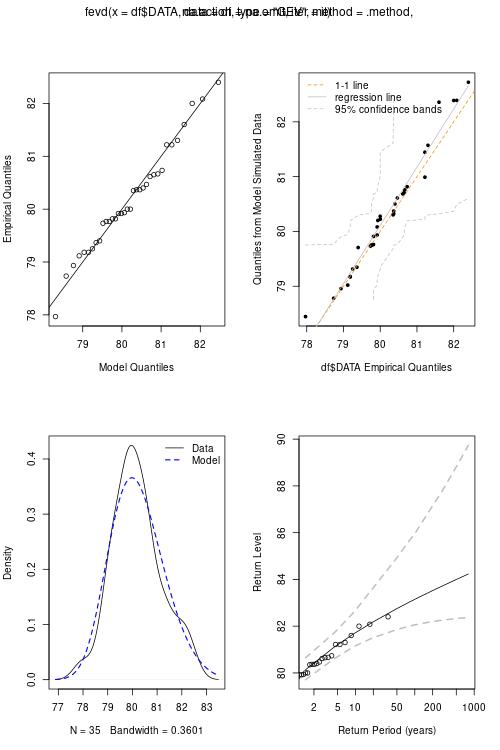 fevd(x = df$DATA, data = df, type = "GEV", method = .method,
Empirical Quantiles
78 79 80 81 82
79 80 81 82
Model Quantiles
1-1 line
regression line
95% confidence bands
Quantiles from Model Simulated Data
79 80 81 82
78 79 80 81 82
df$DATA Empirical Quantiles
Data
Model
Density
0.0 0.1 0.2 0.3 0.4
77 78 79 80 81 82 83
N = 35 Bandwidth = 0.3601
Return Level
80 82 84 86 88 90
2 5 10 50 200 1000
Return Period (years)